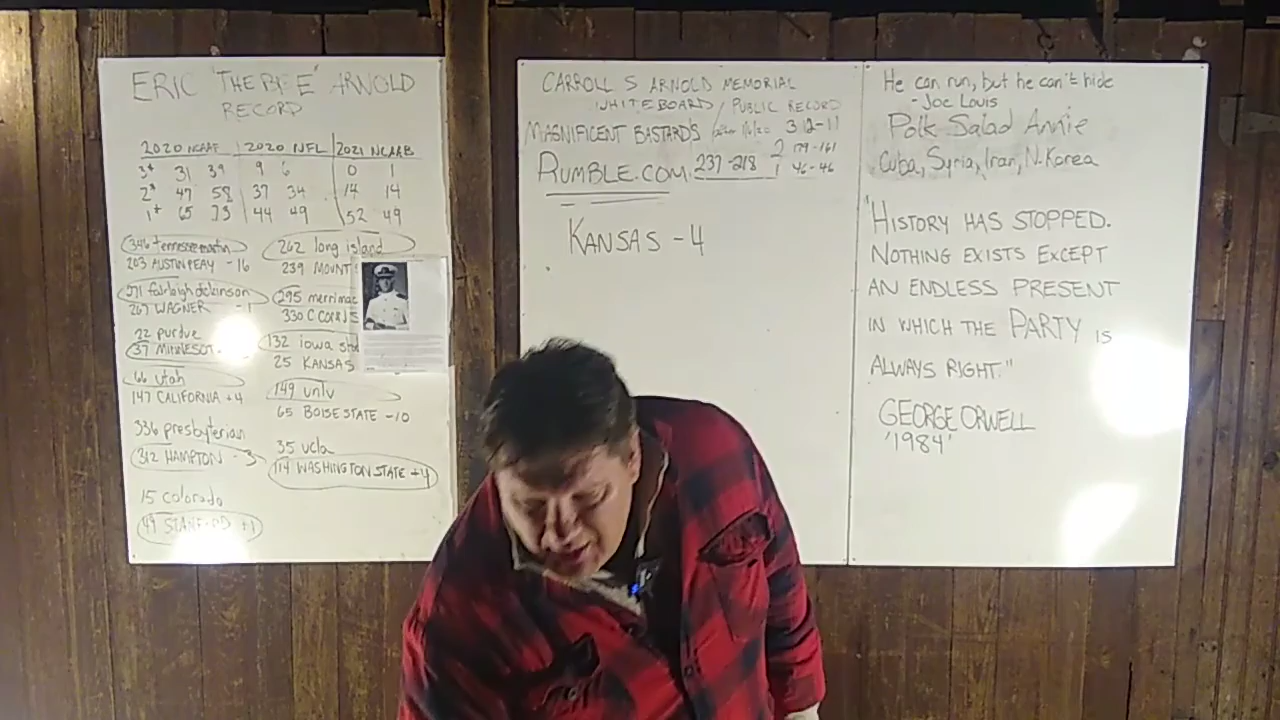 ERIC "THE BEE" ARNOLD
RECORD
2020 NCAAF 2020 NFL 2021 NCAAB
3* 31 39 9 6 0 1
2* 47 58 37 34 14 14
1* 65 73 44 49 52 49
346 tennessee martin
203 AUSTIN PEAY -16
271 fairleigh dickinson
267 WAGNER -1
22 purdue
37 MINNESOT
66 utah
147 CALIFORNIA +4
336 presbyterian
312 HAMPTON -3
15 colorado
49 STANFORD +1
262 long island
239 MOUNT
295 merrimac
330 C CONN S
132 iowa sta
25 KANSAS
149 unlv
65 BOISE STATE -10
35 ucla
114 WASHINGTON STATE +4
CARROLL S ARNOLD MEMORIAL
WHITEBOARD / PUBLIC RECORD
MAGNIFICENT BASTARDS 312-11
RUMBLE.COM 237-218 2 179-161
1 46-46
KANSAS -4
He can run, but he can't hide
- Joe Louis
Polk Salad Annie
Cuba, Syria, Iran, N. Korea
"HISTORY HAS STOPPED.
NOTHING EXISTS EXCEPT
AN ENDLESS PRESENT
IN WHICH THE PARTY IS
ALWAYS RIGHT."
GEORGE ORWELL
'1984'